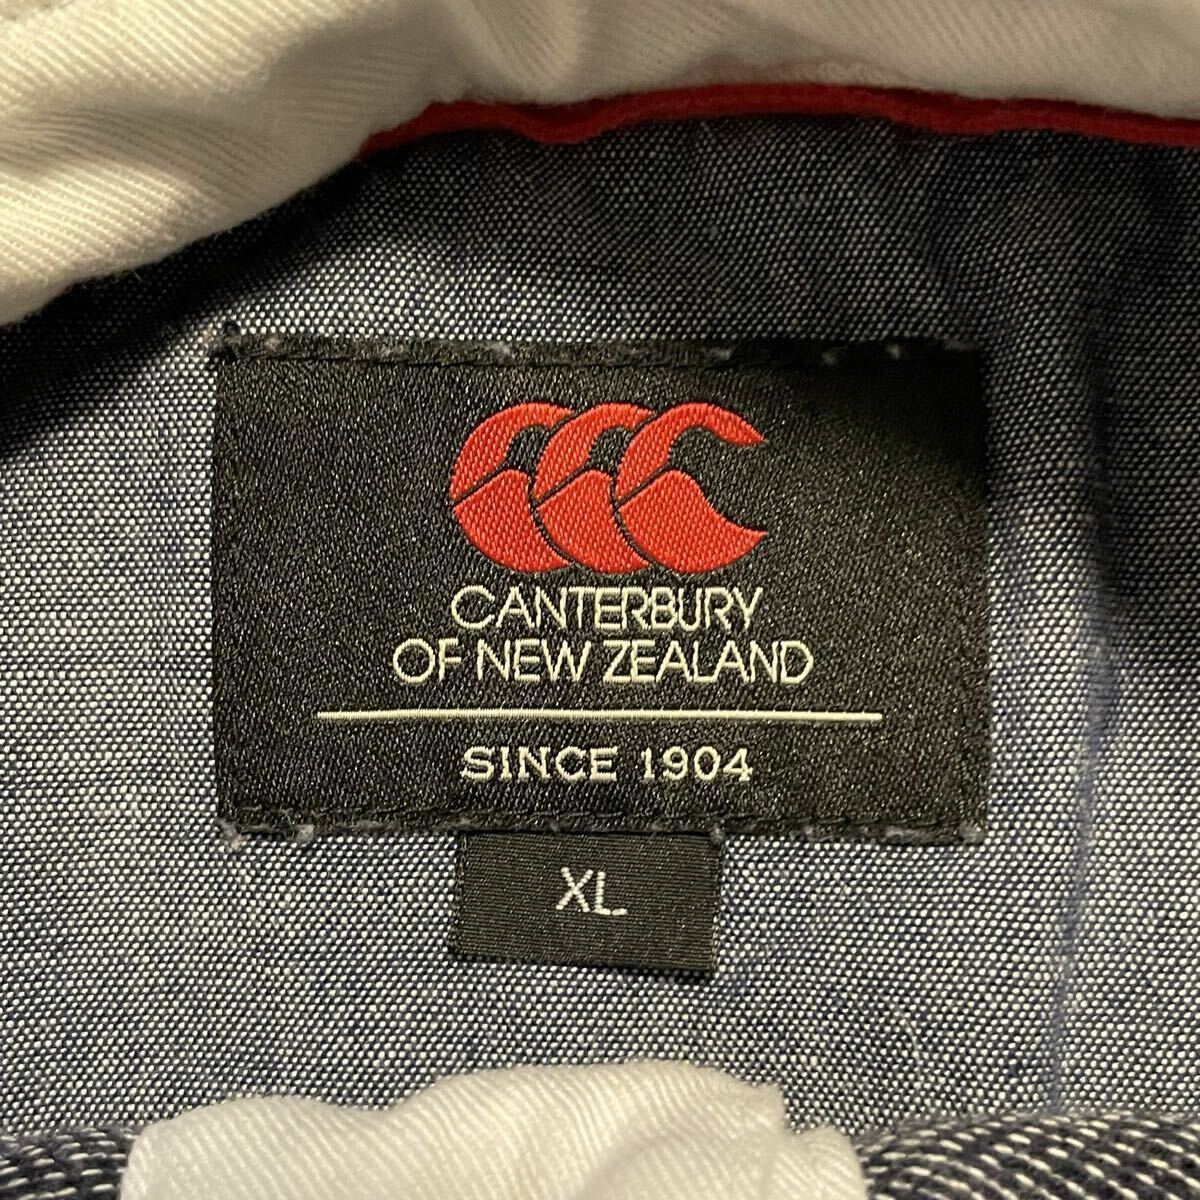 CANTERBURY
OF NEW ZEALAND
SINCE 1904
XL